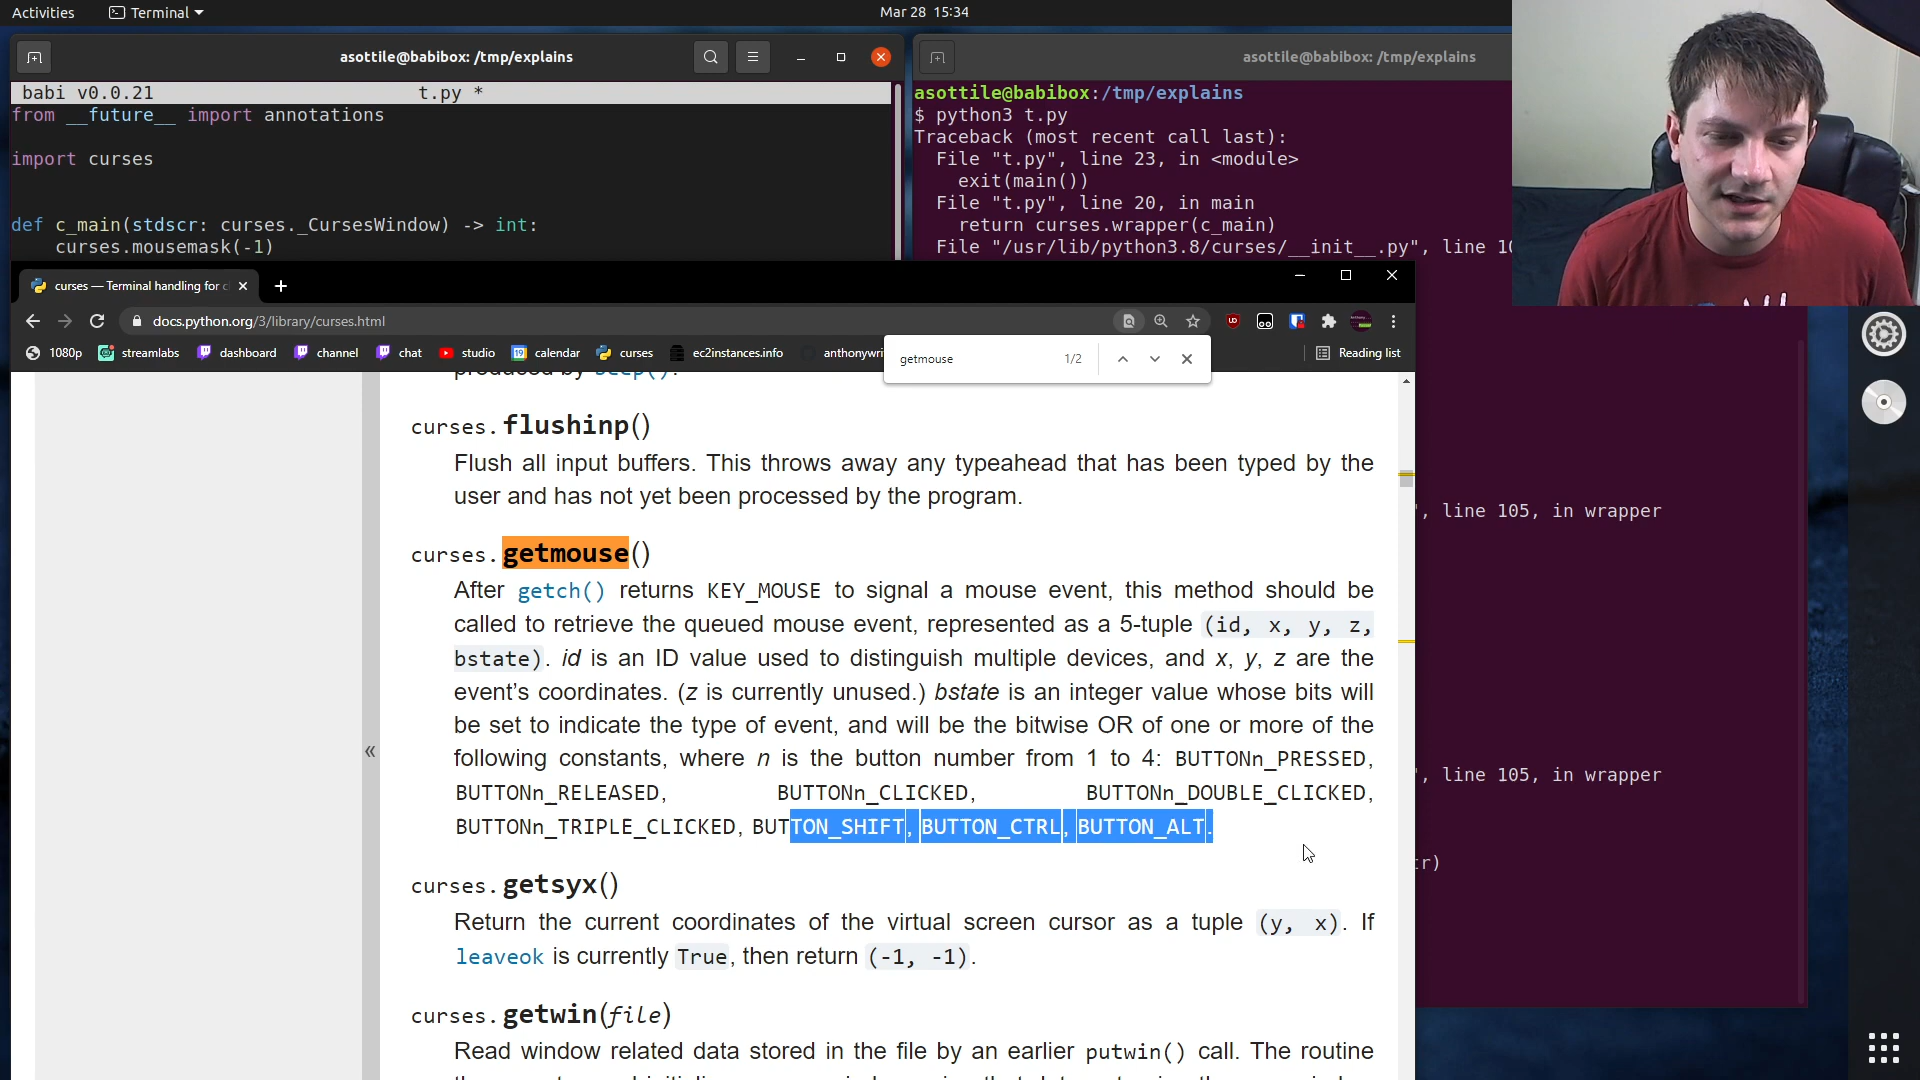 Activities Terminal Mar 28 15:34
asottile@babibox: /tmp/explains
babi v0.0.21 t.py *
from __future__ import annotations
import curses
def c_main(stdscr: curses._CursesWindow) -> int:
curses.mousemask(-1)
asottile@babibox: /tmp/explains
asottile@babibox:/tmp/explains
$ python3 t.py
Traceback (most recent call last):
File "t.py", line 23, in <module>
exit(main())
File "t.py", line 20, in main
return curses.wrapper(c_main)
File "/usr/lib/python3.8/curses/__init__.py", line 10
curses — Terminal handling for c
docs.python.org/3/library/curses.html
1080p streamlabs dashboard channel chat studio calendar curses ec2instances.info anthonywri Reading list
getmouse 1/2
produced by beep().
curses.flushinp()
Flush all input buffers. This throws away any typeahead that has been typed by the
user and has not yet been processed by the program.
curses.getmouse()
After getch() returns KEY_MOUSE to signal a mouse event, this method should be
called to retrieve the queued mouse event, represented as a 5-tuple (id, x, y, z,
bstate). id is an ID value used to distinguish multiple devices, and x, y, z are the
event’s coordinates. (z is currently unused.) bstate is an integer value whose bits will
be set to indicate the type of event, and will be the bitwise OR of one or more of the
following constants, where n is the button number from 1 to 4: BUTTONn_PRESSED,
BUTTONn_RELEASED, BUTTONn_CLICKED, BUTTONn_DOUBLE_CLICKED,
BUTTONn_TRIPLE_CLICKED, BUTTON_SHIFT, BUTTON_CTRL, BUTTON_ALT.
curses.getsyx()
Return the current coordinates of the virtual screen cursor as a tuple (y, x). If
leaveok is currently True, then return (-1, -1).
curses.getwin(file)
Read window related data stored in the file by an earlier putwin() call. The routine
", line 105, in wrapper
", line 105, in wrapper
tr)